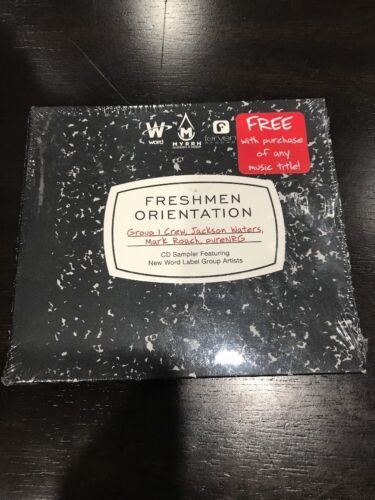 word
MYRRH
fervent
FREE
with purchase
of any
music title!
FRESHMEN
ORIENTATION
Group 1 Crew, Jackson Waters,
Mark Roach, pureNRG
CD Sampler Featuring
New Word Label Group Artists